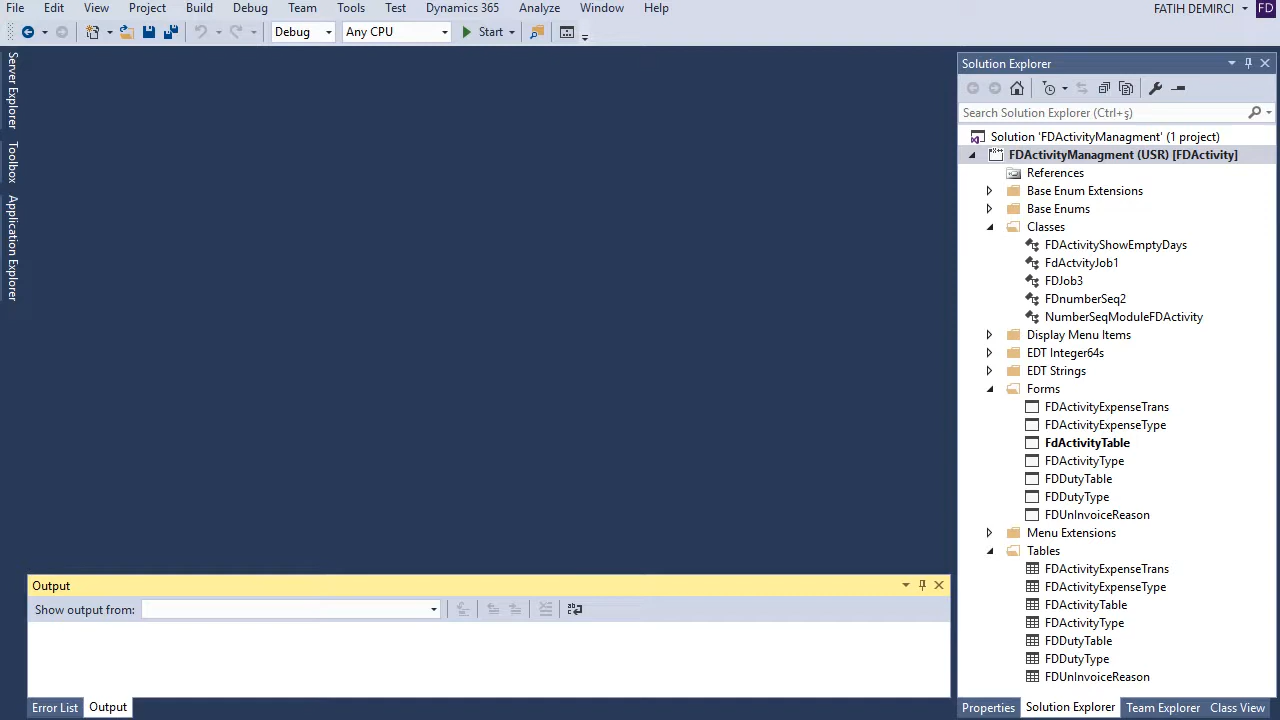 File Edit View Project Build Debug Team Tools Test Dynamics 365 Analyze Window Help FATIH DEMIRCI FD
Debug Any CPU Start
Server Explorer
Toolbox
Application Explorer
Solution Explorer
Search Solution Explorer (Ctrl+ş)
Solution 'FDActivityManagment' (1 project)
FDActivityManagment (USR) [FDActivity]
References
Base Enum Extensions
Base Enums
Classes
FDActivityShowEmptyDays
FdActvityJob1
FDJob3
FDnumberSeq2
NumberSeqModuleFDActivity
Display Menu Items
EDT Integer64s
EDT Strings
Forms
FDActivityExpenseTrans
FDActivityExpenseType
FdActivityTable
FDActivityType
FDDutyTable
FDDutyType
FDUnInvoiceReason
Menu Extensions
Tables
FDActivityExpenseTrans
FDActivityExpenseType
FDActivityTable
FDActivityType
FDDutyTable
FDDutyType
FDUnInvoiceReason
Output
Show output from:
Error List Output
Properties Solution Explorer Team Explorer Class View